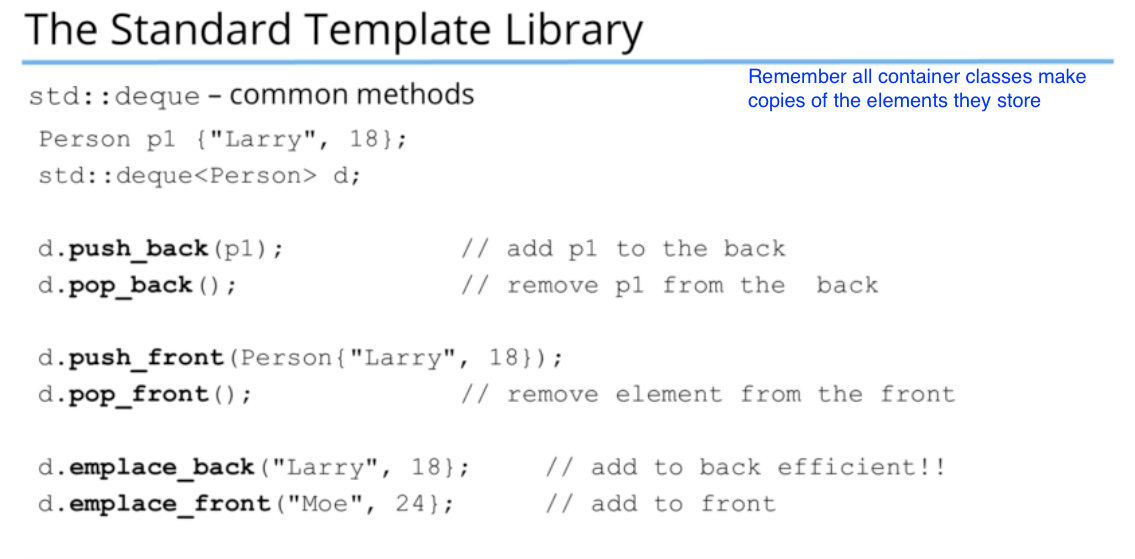 The Standard Template Library
Remember all container classes make
copies of the elements they store
std::deque – common methods
Person p1 {"Larry", 18};
std::deque<Person> d;
d.push_back(p1); // add p1 to the back
d.pop_back(); // remove p1 from the back
d.push_front(Person{"Larry", 18});
d.pop_front(); // remove element from the front
d.emplace_back("Larry", 18}; // add to back efficient!!
d.emplace_front("Moe", 24}; // add to front